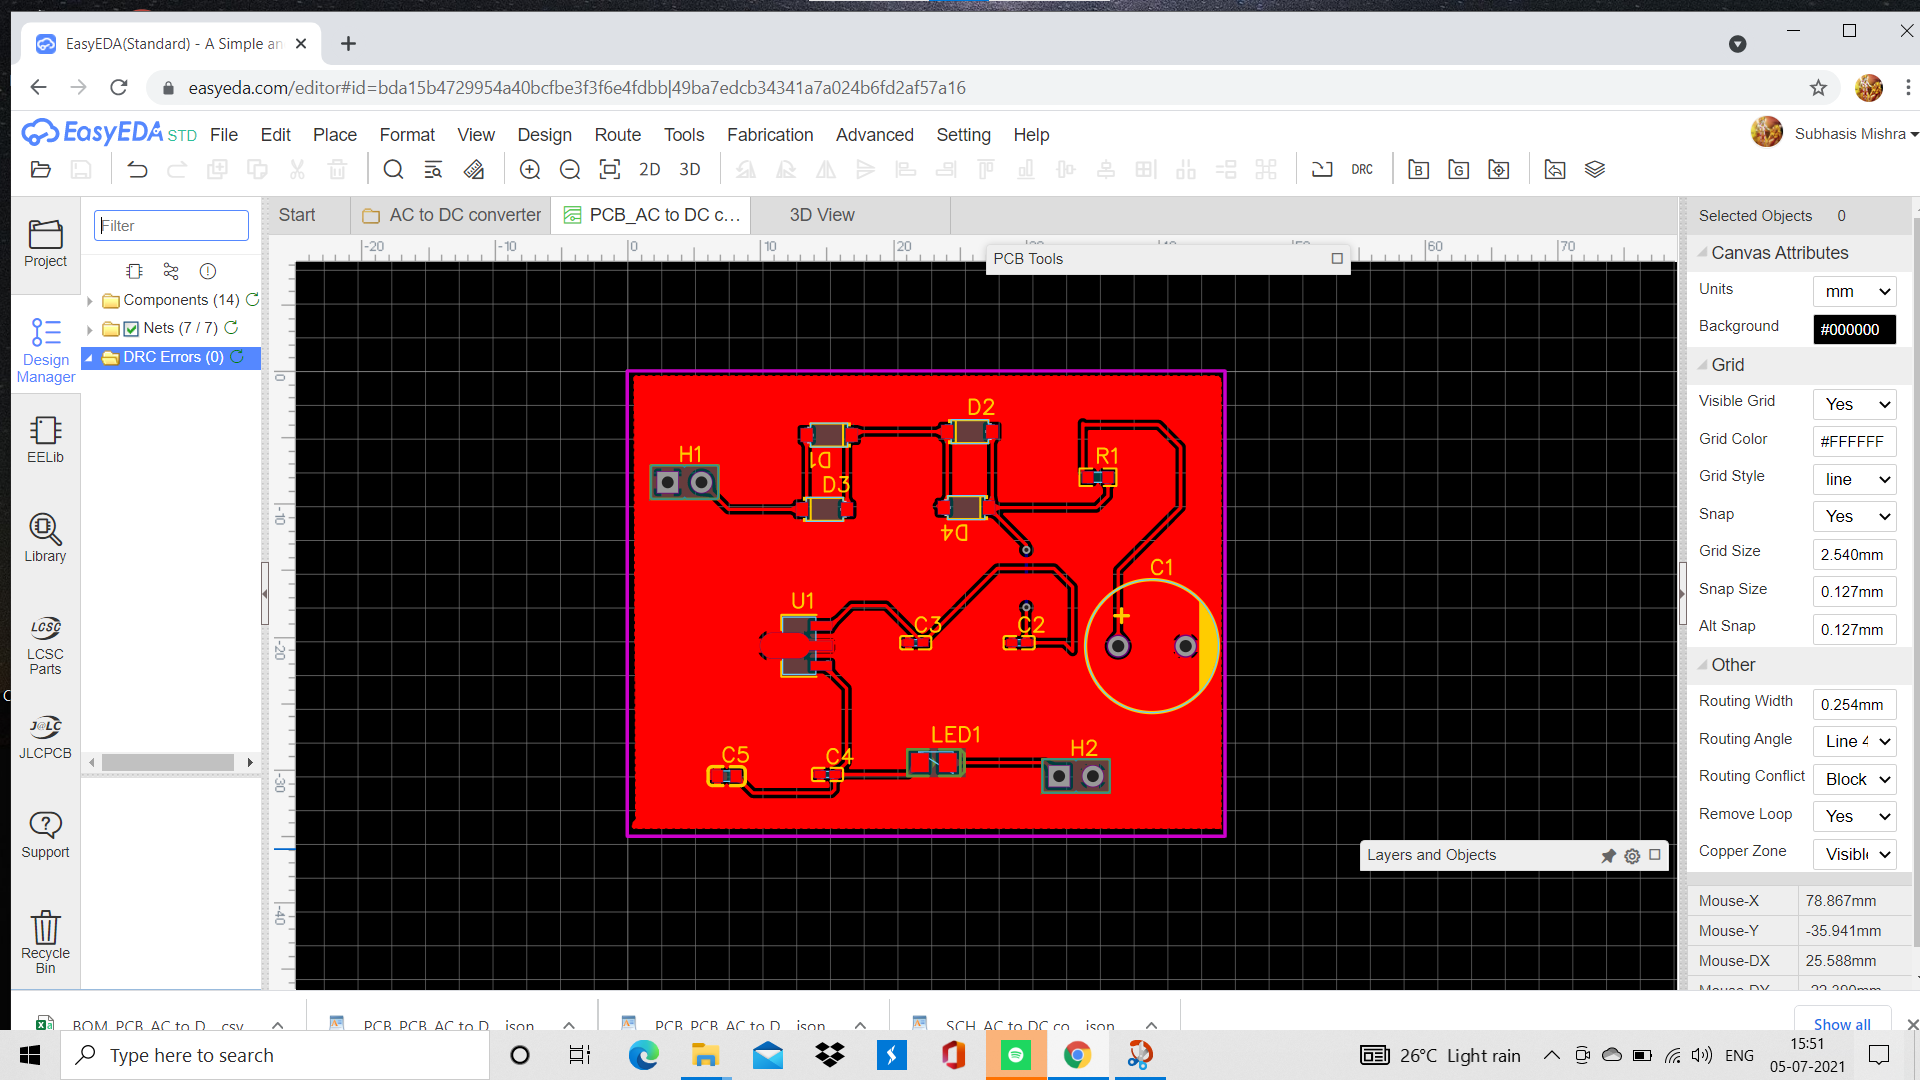 EasyEDA(Standard) - A Simple an
easyeda.com/editor#id=bda15b4729954a40bcfbe3f3f6e4fdbb|49ba7edcb34341a7a024b6fd2af57a16
EasyEDA STD File Edit Place Format View Design Route Tools Fabrication Advanced Setting Help Subhasis Mishra
2D 3D DRC B G
Start AC to DC converter PCB_AC to DC c... 3D View
Filter
Project
Components (14)
Nets (7 / 7)
DRC Errors (0)
Design
Manager
EELib
Library
LCSC
LCSC
Parts
J@LC
JLCPCB
Support
Recycle
Bin
-20 -10 0 10 20 60 70
0
-10
-20
-30
-40
PCB Tools
H1
D1
D3
D2
D4
R1
C1
+
U1
C3
C2
C5
C4
LED1
H2
Layers and Objects
Selected Objects 0
Canvas Attributes
Units mm
Background #000000
Grid
Visible Grid Yes
Grid Color #FFFFFF
Grid Style line
Snap Yes
Grid Size 2.540mm
Snap Size 0.127mm
Alt Snap 0.127mm
Other
Routing Width 0.254mm
Routing Angle Line 4
Routing Conflict Block
Remove Loop Yes
Copper Zone Visible
Mouse-X 78.867mm
Mouse-Y -35.941mm
Mouse-DX 25.588mm
Mouse-DY -22.390mm
BOM_PCB_AC to D....csv PCB_PCB_AC to D....json PCB_PCB_AC to D....json SCH_AC to DC co....json Show all
Type here to search
26°C Light rain
ENG
15:51
05-07-2021